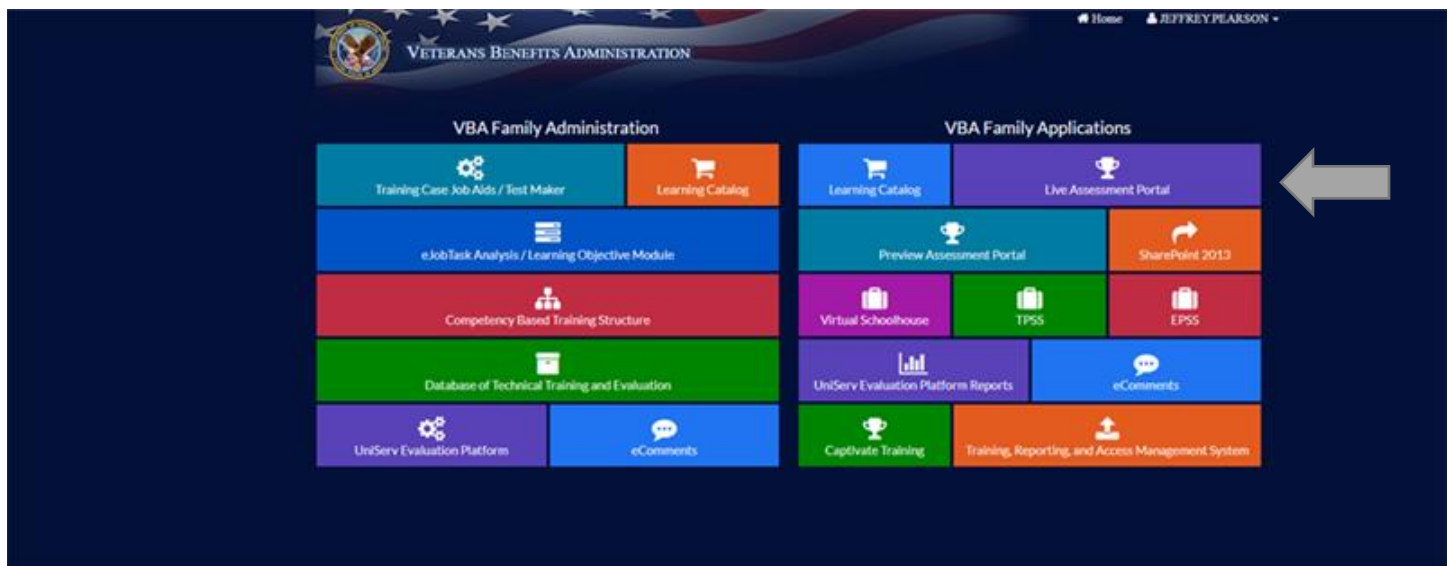 Home JEFFREY.PEARSON
VETERANS BENEFITS ADMINISTRATION
VBA Family Administration
Training Case Job Aids / Test Maker
Learning Catalog
eJobTask Analysis / Learning Objective Module
Competency Based Training Structure
Database of Technical Training and Evaluation
UniServ Evaluation Platform
eComments
VBA Family Applications
Learning Catalog
Live Assessment Portal
Preview Assessment Portal
SharePoint 2013
Virtual Schoolhouse
TPSS
EPSS
UniServ Evaluation Platform Reports
eComments
Captivate Training
Training, Reporting, and Access Management System